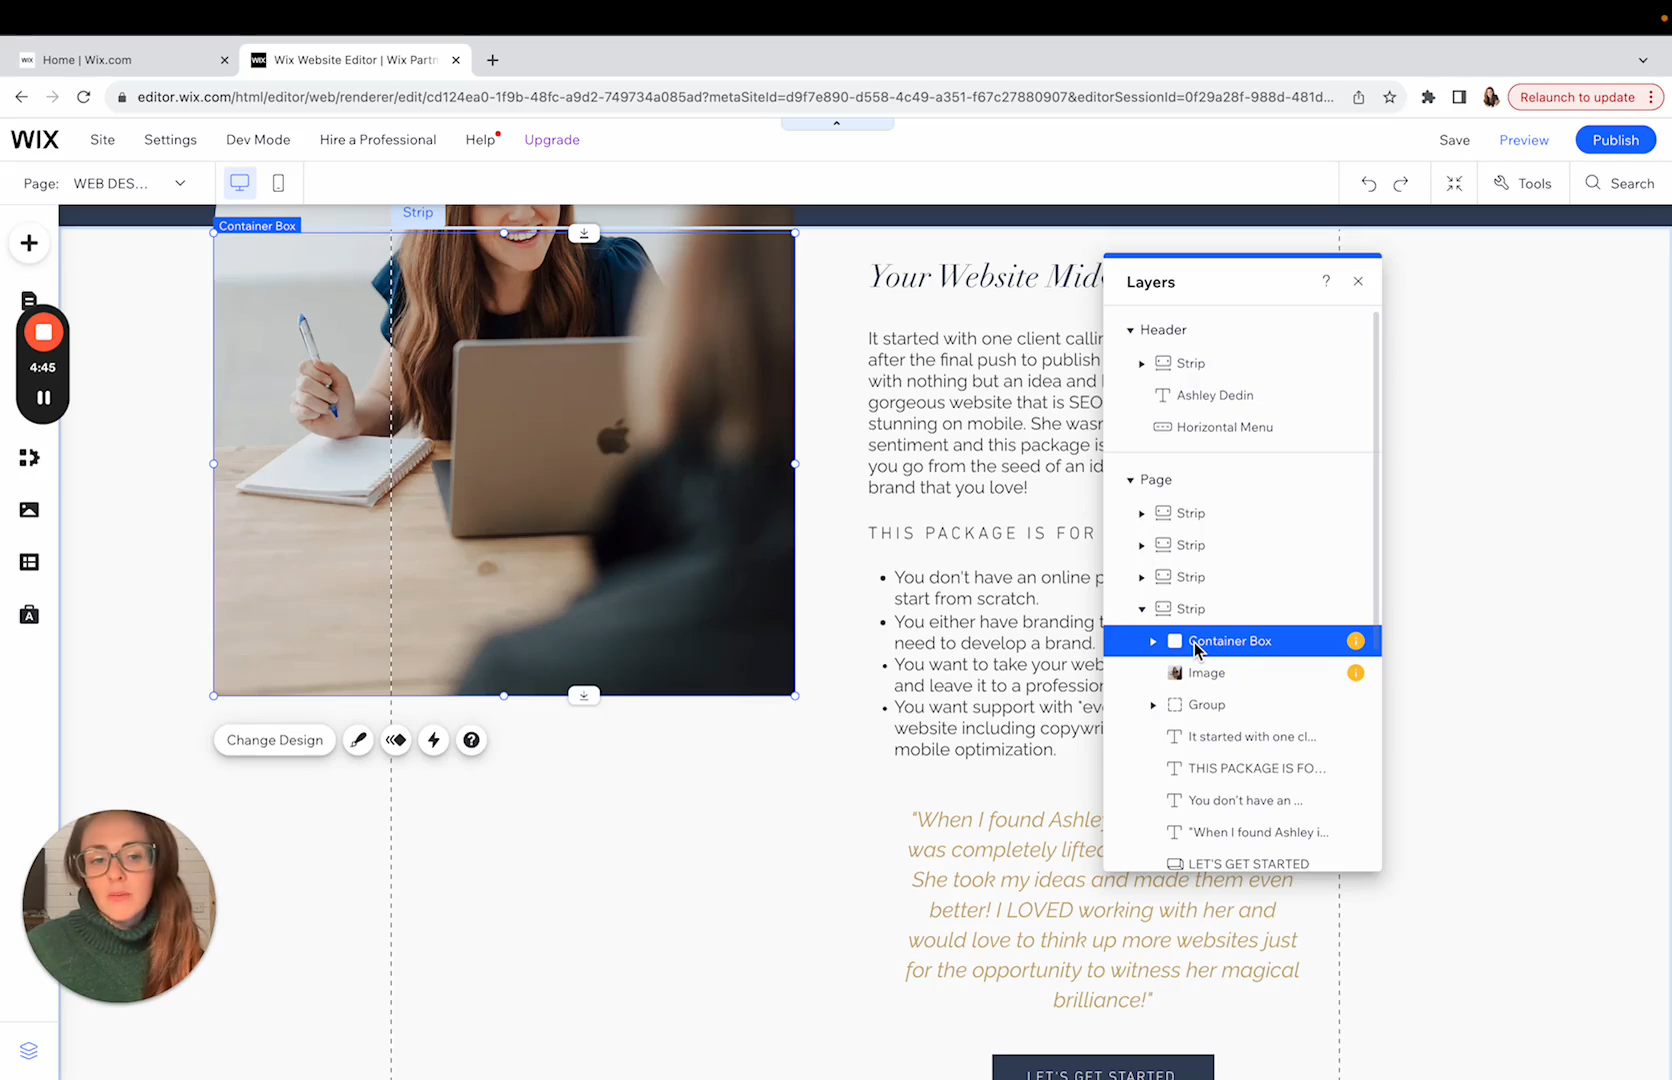 WIX Home | Wix.com
WIX Wix Website Editor | Wix Partn
editor.wix.com/html/editor/web/renderer/edit/cd124ea0-1f9b-48fc-a9d2-749734a085ad?metaSiteId=d9f7e890-d558-4c49-a351-f67c27880907&editorSessionId=0f29a28f-988d-481d...
Relaunch to update
WIX Site Settings Dev Mode Hire a Professional Help Upgrade Save Preview Publish
Page: WEB DES... Tools Search
Strip
Container Box
4:45
Change Design
Your Website Mid
It started with one client callin
after the final push to publish
with nothing but an idea and
gorgeous website that is SEO
stunning on mobile. She wasn
sentiment and this package is
you go from the seed of an id
brand that you love!
THIS PACKAGE IS FOR
• You don't have an online p
start from scratch.
• You either have branding t
need to develop a brand.
• You want to take your web
and leave it to a profession
• You want support with *eve
website including copywri
mobile optimization.
"When I found Ashle
was completely lifted
She took my ideas and made them even
better! I LOVED working with her and
would love to think up more websites just
for the opportunity to witness her magical
brilliance!"
LET'S GET STARTED
Layers ?
Header
Strip
Ashley Dedin
Horizontal Menu
Page
Strip
Strip
Strip
Strip
Container Box
Image
Group
It started with one cl...
THIS PACKAGE IS FO...
You don't have an ...
"When I found Ashley i...
LET'S GET STARTED